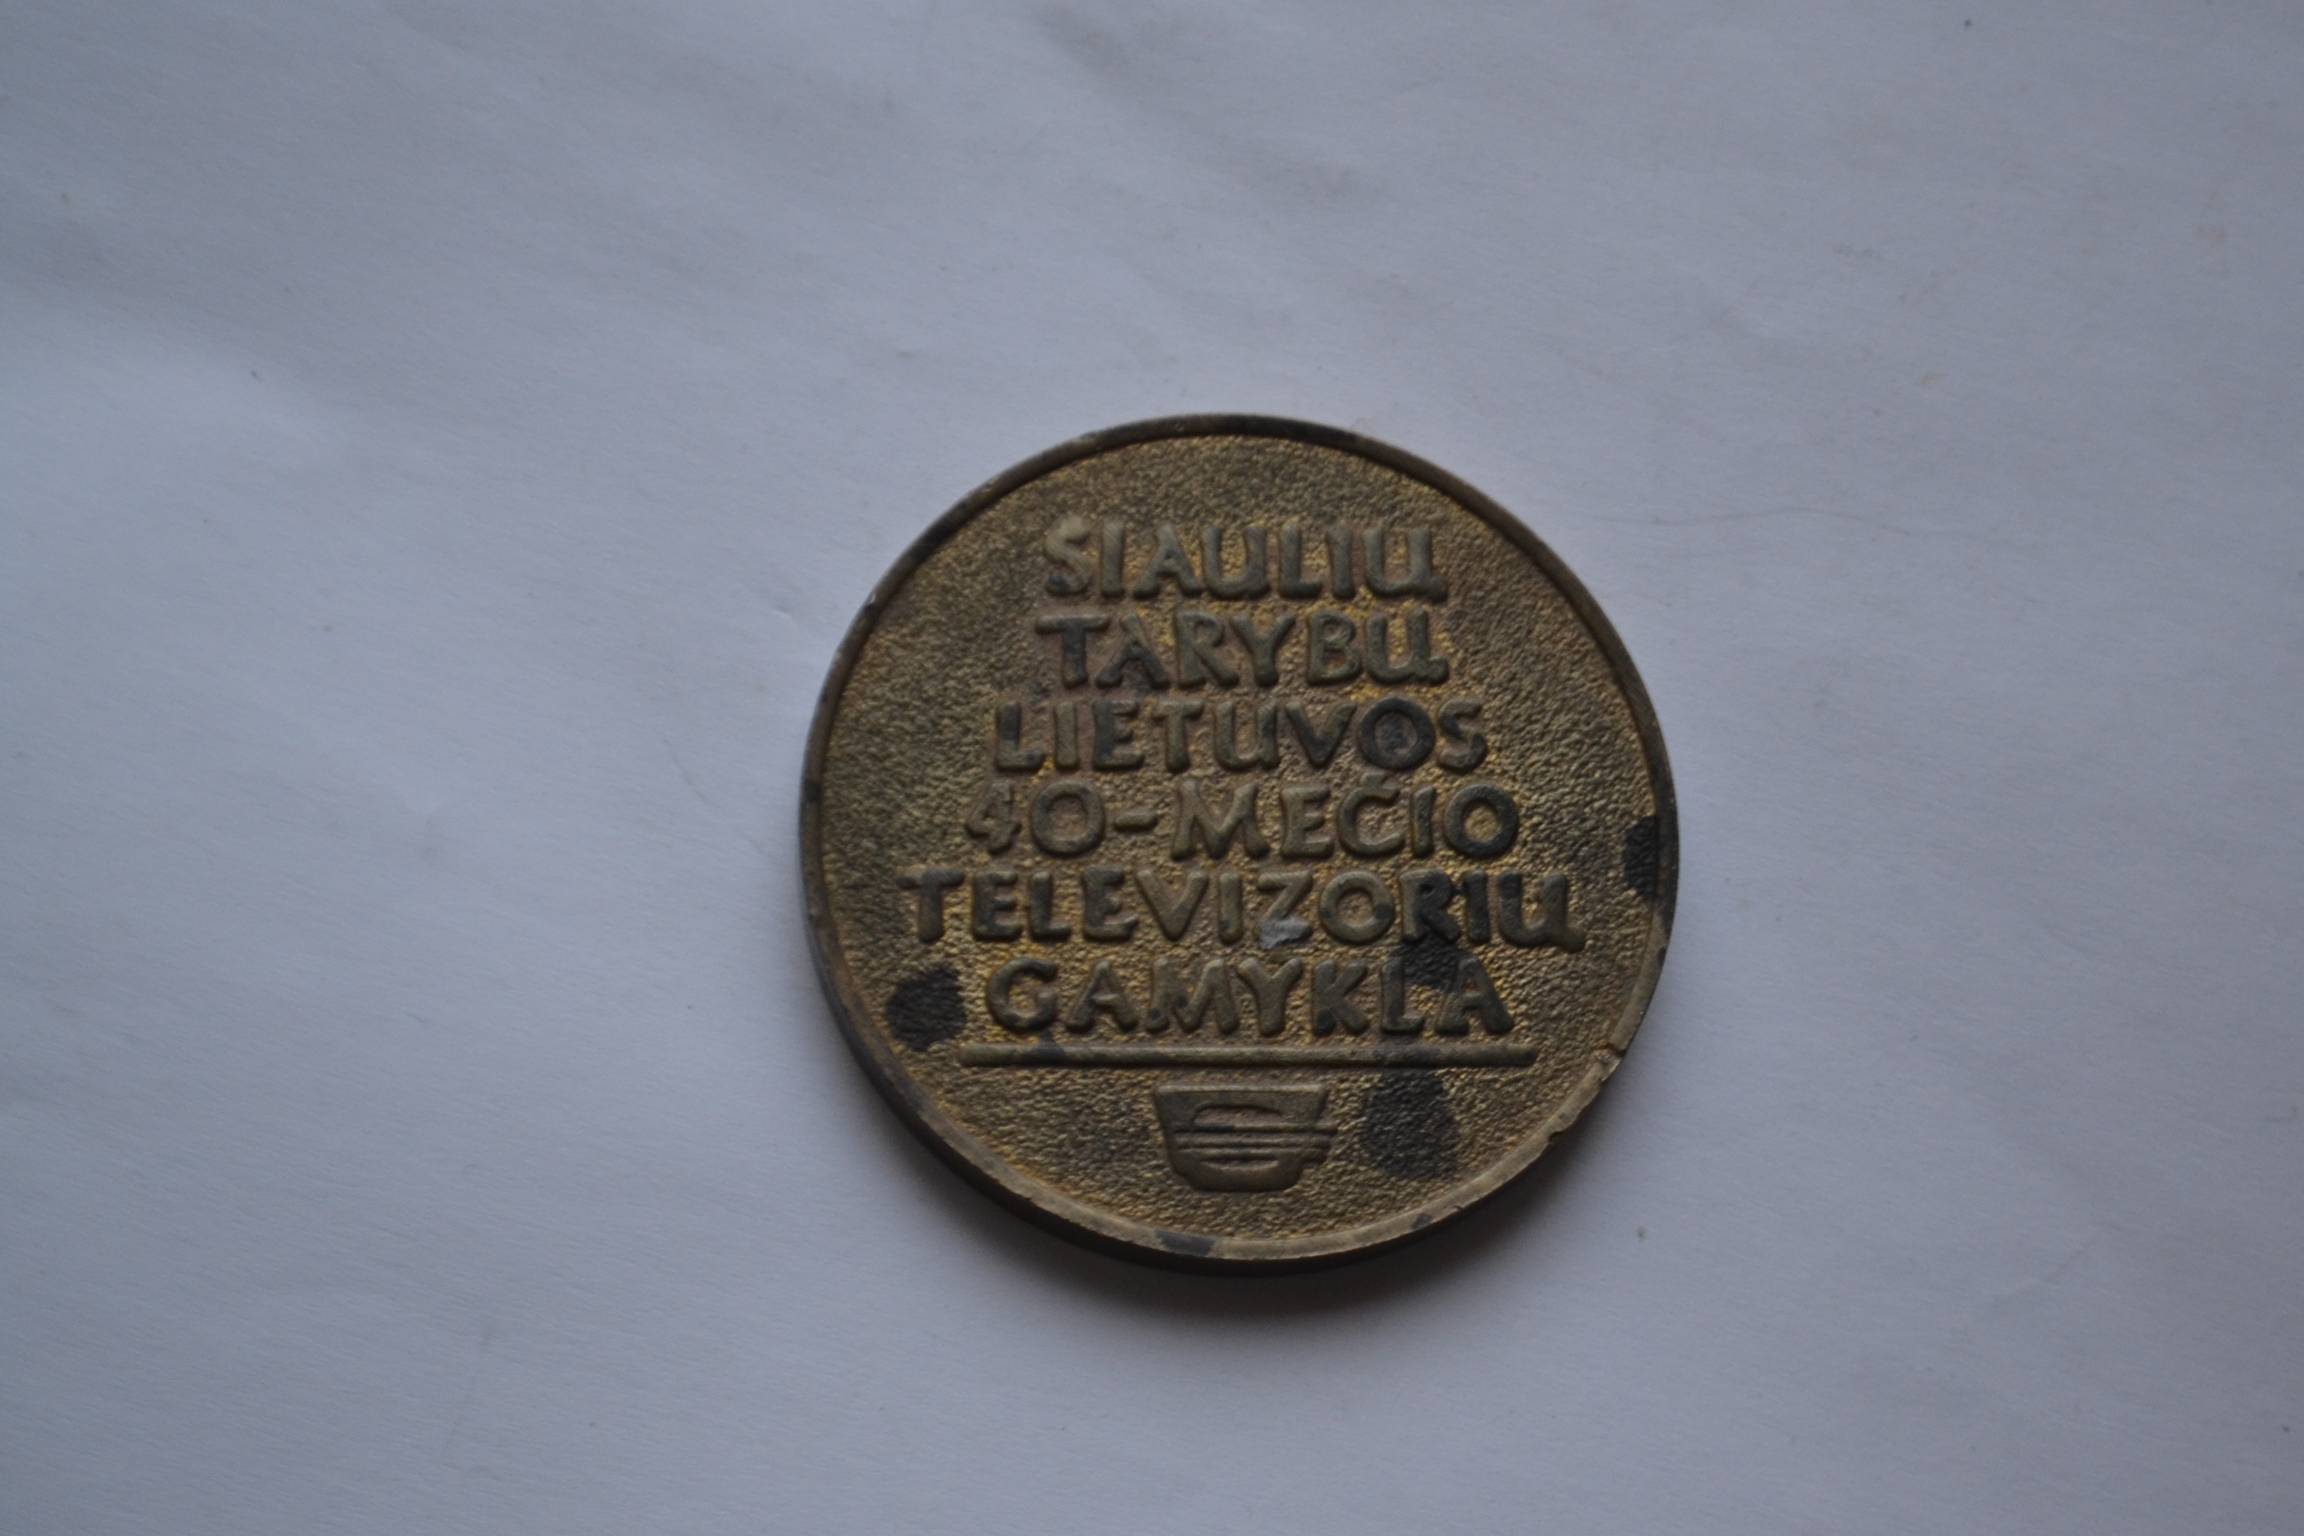 ŠIAULIŲ
TARYBŲ
LIETUVOS
40-MEČIO
TELEVIZORIŲ
GAMYKLA